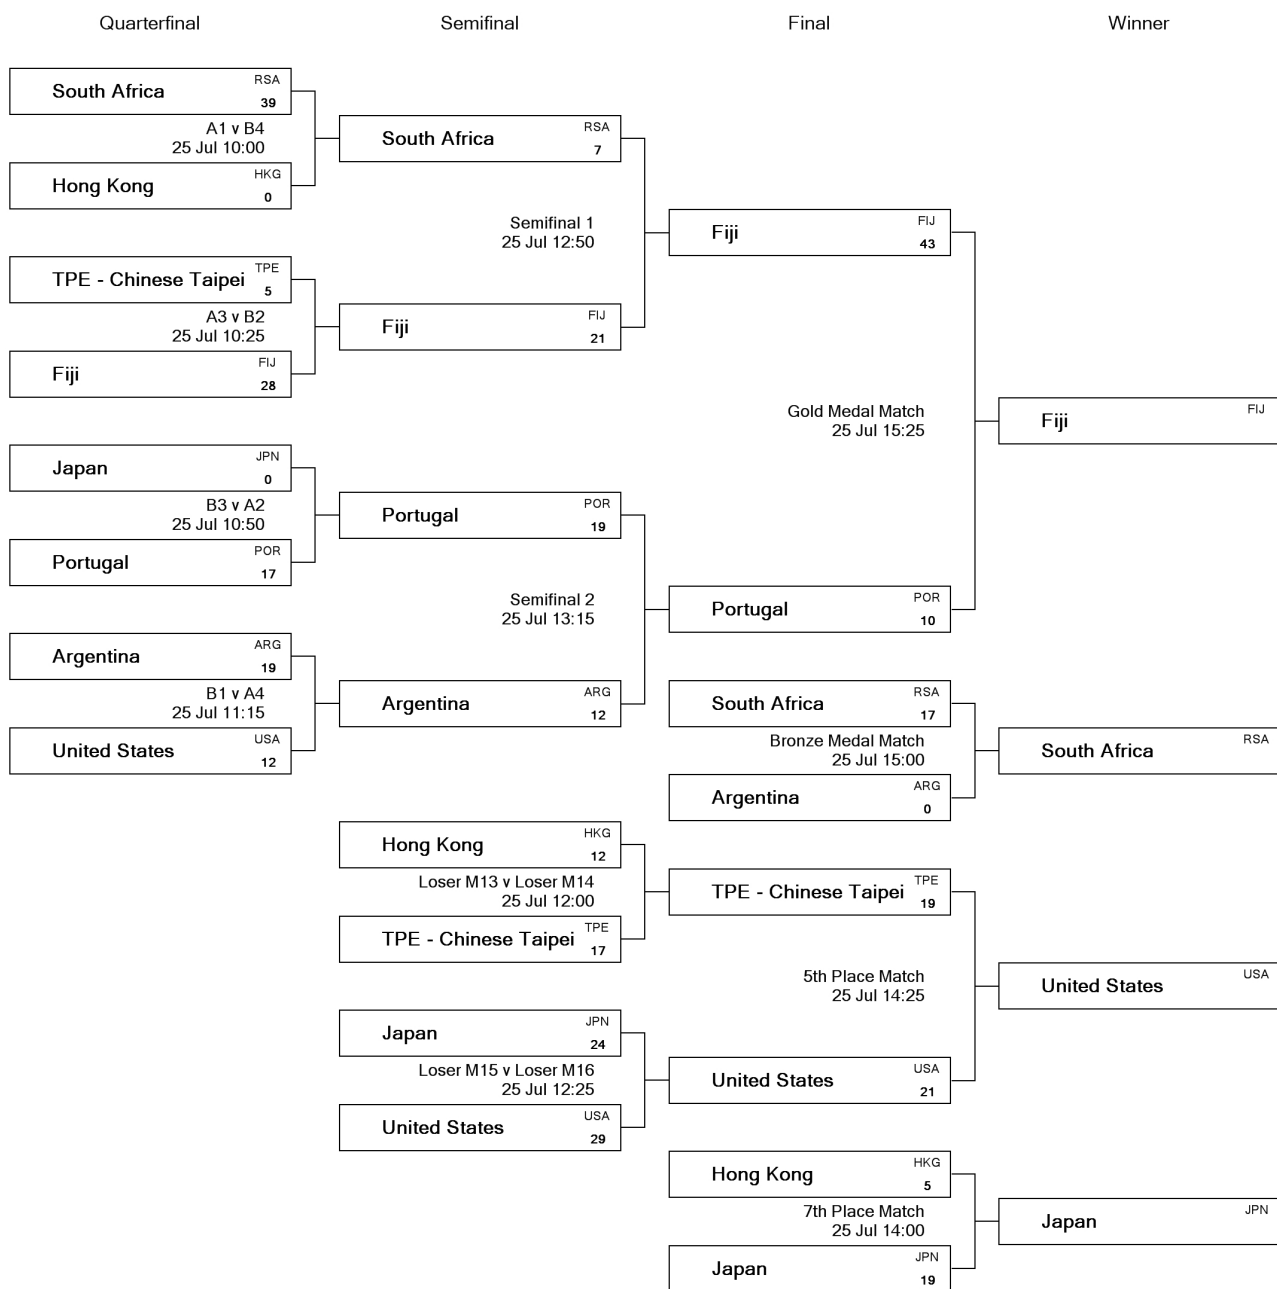 Quarterfinal
Semifinal
Final
Winner
South Africa
RSA
39
A1 v B4
25 Jul 10:00
Hong Kong
HKG
0
TPE - Chinese Taipei
TPE
5
A3 v B2
25 Jul 10:25
Fiji
FIJ
28
Japan
JPN
0
B3 v A2
25 Jul 10:50
Portugal
POR
17
Argentina
ARG
19
B1 v A4
25 Jul 11:15
United States
USA
12
South Africa
RSA
7
Semifinal 1
25 Jul 12:50
Fiji
FIJ
21
Portugal
POR
19
Semifinal 2
25 Jul 13:15
Argentina
ARG
12
Hong Kong
HKG
12
Loser M13 v Loser M14
25 Jul 12:00
TPE - Chinese Taipei
TPE
17
Japan
JPN
24
Loser M15 v Loser M16
25 Jul 12:25
United States
USA
29
Fiji
FIJ
43
Gold Medal Match
25 Jul 15:25
Portugal
POR
10
South Africa
RSA
17
Bronze Medal Match
25 Jul 15:00
Argentina
ARG
0
TPE - Chinese Taipei
TPE
19
5th Place Match
25 Jul 14:25
United States
USA
21
Hong Kong
HKG
5
7th Place Match
25 Jul 14:00
Japan
JPN
19
Fiji
FIJ
South Africa
RSA
United States
USA
Japan
JPN